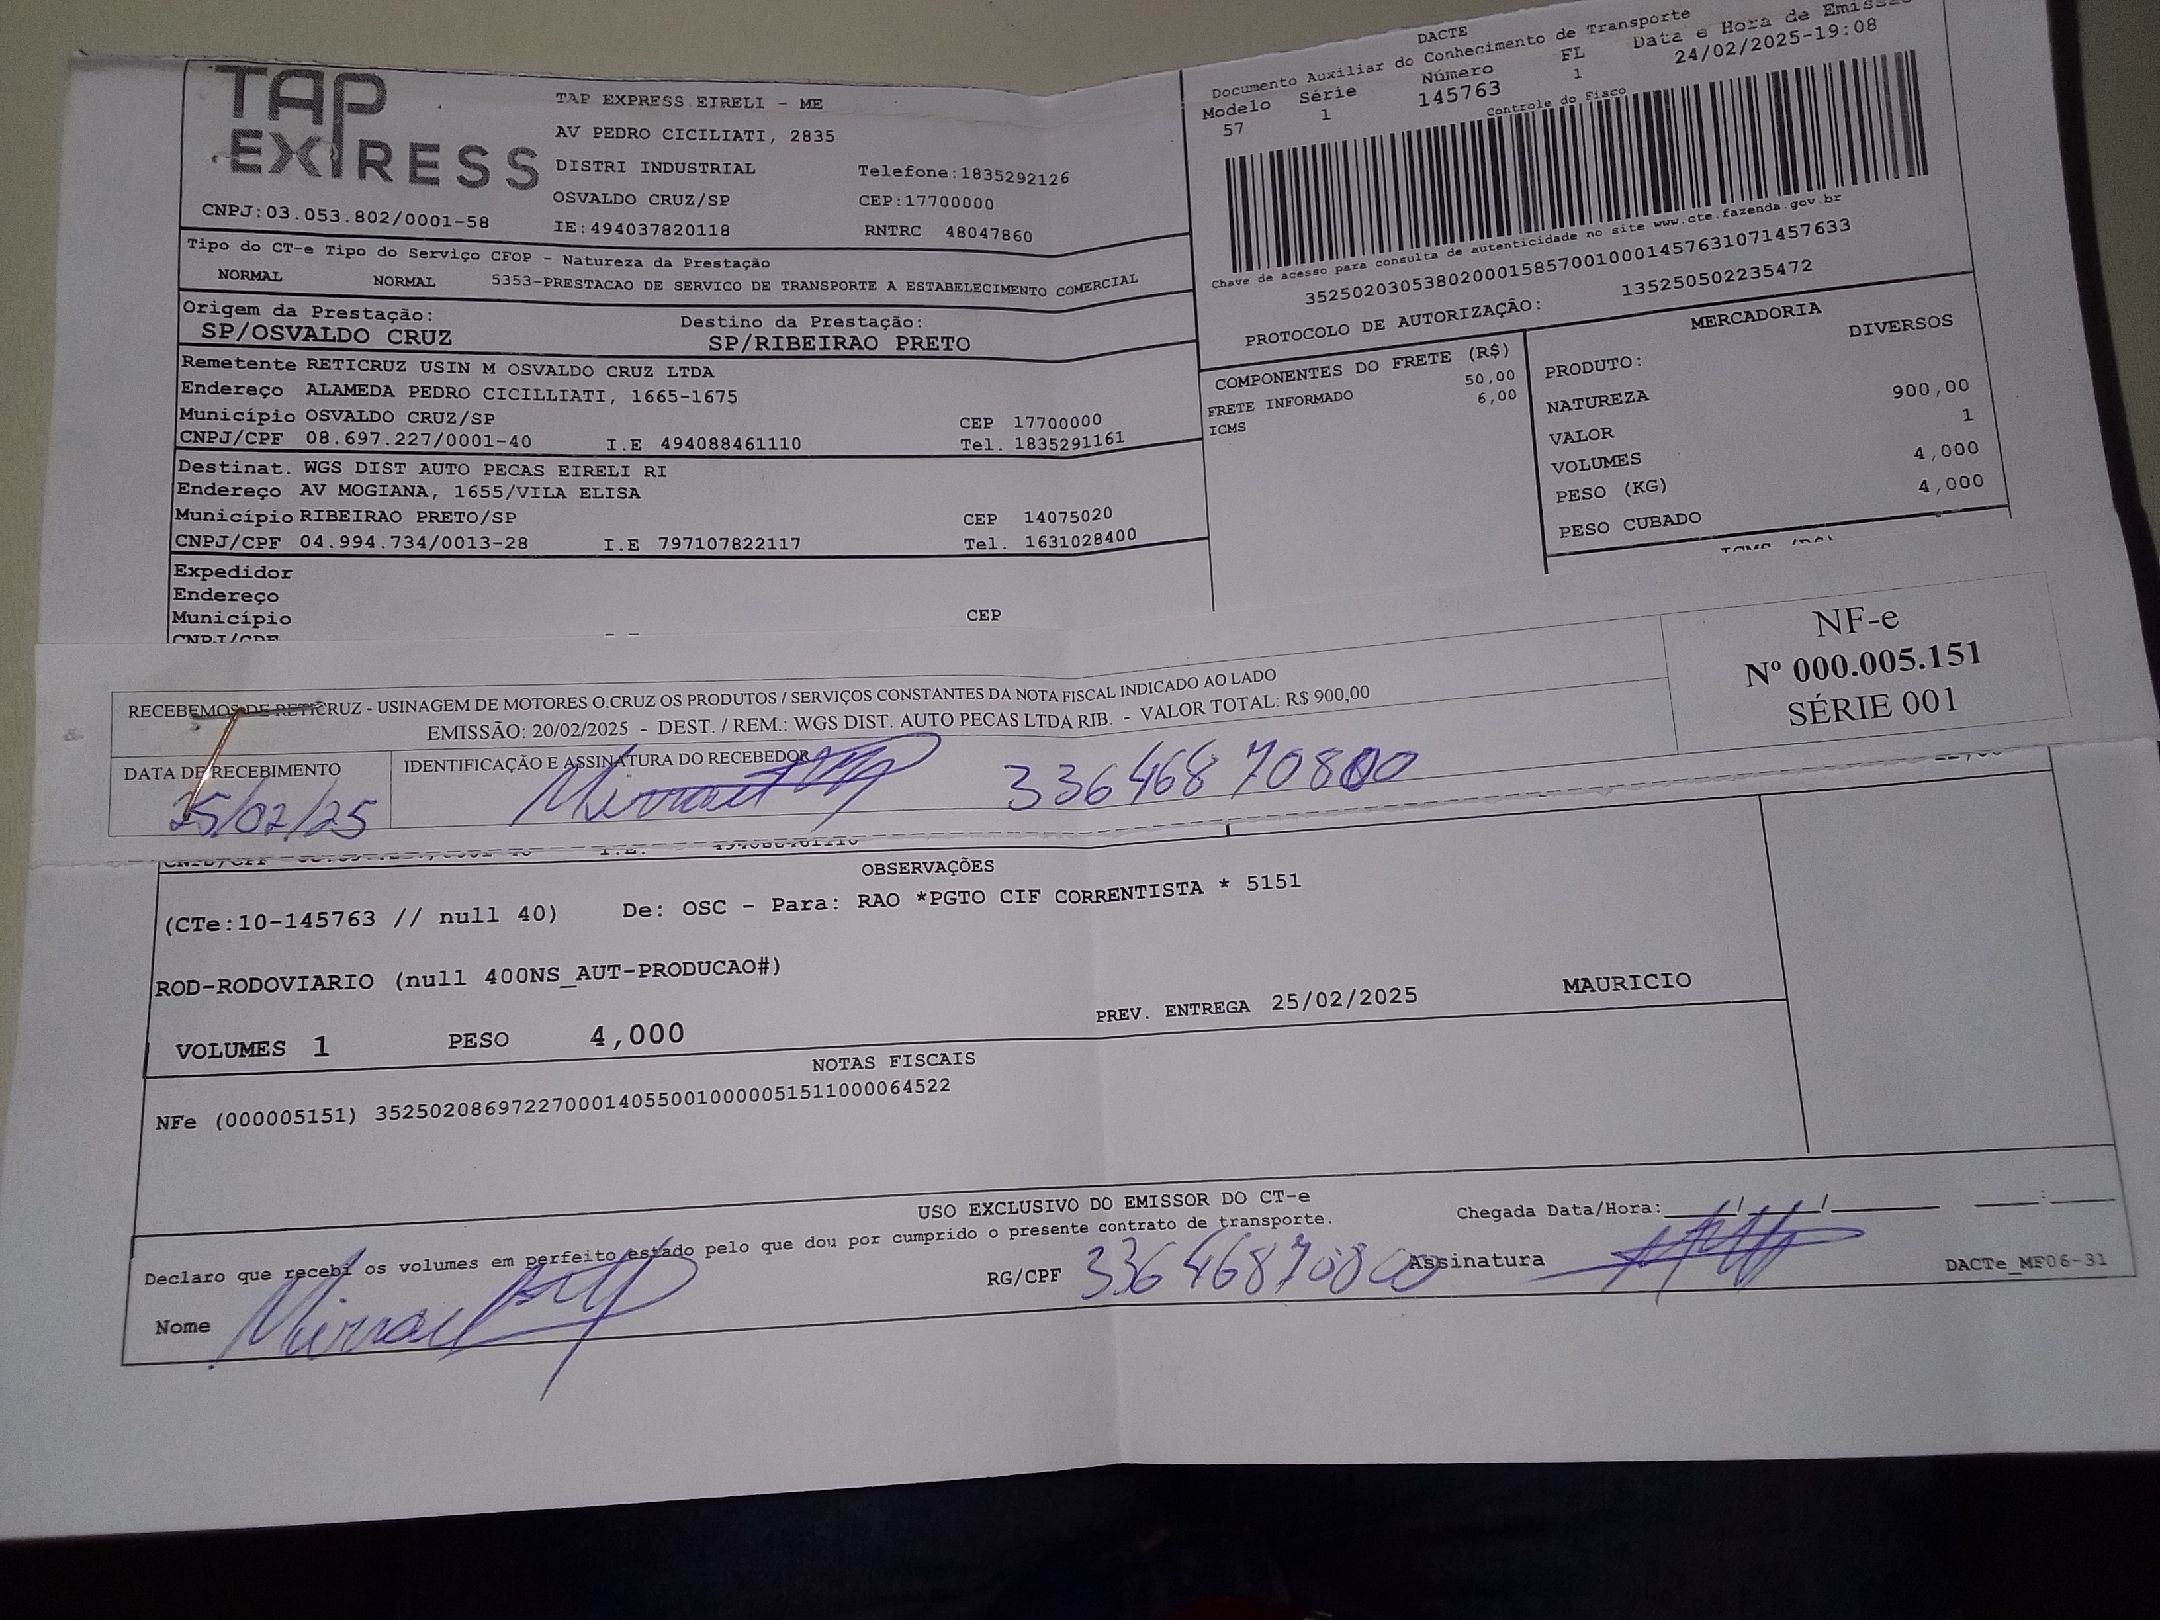 TAP
EXPRESS
CNPJ:03.053.802/0001-58
TAP EXPRESS EIRELI - ME
AV PEDRO CICILIATI, 2835
DISTRI INDUSTRIAL Telefone:1835292126
OSVALDO CRUZ/SP CEP:17700000
IE:494037820118 RNTRC 48047860
DACTE
Documento Auxiliar do Conhecimento de Transporte
Modelo Série Número FL Data e Hora de Emissão
57 1 145763 1 24/02/2025-19:08
Controle do Fisco
Chave de acesso para consulta de autenticidade no site www.cte.fazenda.gov.br
35250203053802000158570010001457631071457633
PROTOCOLO DE AUTORIZAÇÃO: 135250502235472
Tipo do CT-e Tipo do Serviço CFOP - Natureza da Prestação
NORMAL NORMAL 5353-PRESTACAO DE SERVICO DE TRANSPORTE A ESTABELECIMENTO COMERCIAL
Origem da Prestação: Destino da Prestação:
SP/OSVALDO CRUZ SP/RIBEIRAO PRETO
Remetente RETICRUZ USIN M OSVALDO CRUZ LTDA
Endereço ALAMEDA PEDRO CICILLIATI, 1665-1675
Município OSVALDO CRUZ/SP CEP 17700000
CNPJ/CPF 08.697.227/0001-40 I.E 494088461110 Tel. 1835291161
Destinat. WGS DIST AUTO PECAS EIRELI RI
Endereço AV MOGIANA, 1655/VILA ELISA
Município RIBEIRAO PRETO/SP CEP 14075020
CNPJ/CPF 04.994.734/0013-28 I.E 797107822117 Tel. 1631028400
Expedidor
Endereço
Município CEP
CNPJ/CPF
COMPONENTES DO FRETE (R$)
FRETE INFORMADO 50,00
ICMS 6,00
MERCADORIA
PRODUTO: DIVERSOS
NATUREZA
VALOR 900,00
VOLUMES 1
PESO (KG) 4,000
PESO CUBADO 4,000
RECEBEMOS DE RETICRUZ - USINAGEM DE MOTORES O.CRUZ OS PRODUTOS / SERVIÇOS CONSTANTES DA NOTA FISCAL INDICADO AO LADO
EMISSÃO: 20/02/2025 - DEST. / REM.: WGS DIST. AUTO PECAS LTDA RIB. - VALOR TOTAL: R$ 900,00
DATA DE RECEBIMENTO IDENTIFICAÇÃO E ASSINATURA DO RECEBEDOR
25/02/25 33646870800
NF-e
Nº 000.005.151
SÉRIE 001
OBSERVAÇÕES
(CTe:10-145763 // null 40) De: OSC - Para: RAO *PGTO CIF CORRENTISTA * 5151
ROD-RODOVIARIO (null 400NS_AUT-PRODUCAO#)
PREV. ENTREGA 25/02/2025 MAURICIO
VOLUMES 1 PESO 4,000
NOTAS FISCAIS
NFe (000005151) 35250208697227000140550010000051511000064522
USO EXCLUSIVO DO EMISSOR DO CT-e
Declaro que recebi os volumes em perfeito estado pelo que dou por cumprido o presente contrato de transporte.
Chegada Data/Hora:____/____/____ ____:____
Nome RG/CPF 33646870800 Assinatura
DACTe_MF06-31